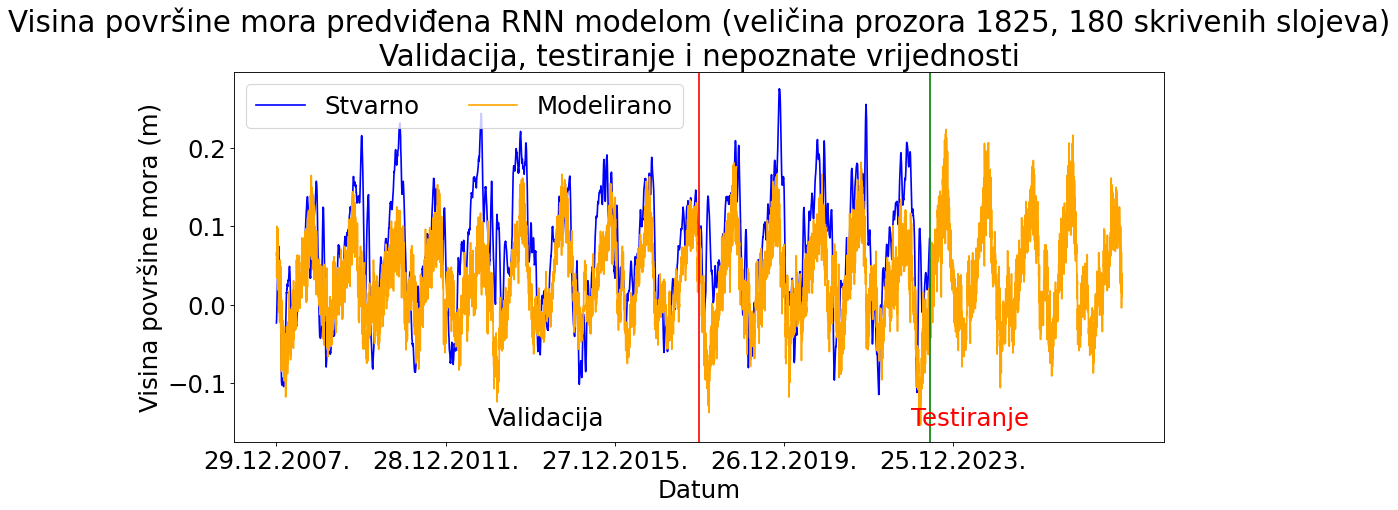 Visina površine mora predviđena RNN modelom (veličina prozora 1825, 180 skrivenih slojeva)
Validacija, testiranje i nepoznate vrijednosti
Stvarno
Modelirano
Visina površine mora (m)
0.2
0.1
0.0
−0.1
Validacija
Testiranje
29.12.2007.
28.12.2011.
27.12.2015.
26.12.2019.
25.12.2023.
Datum